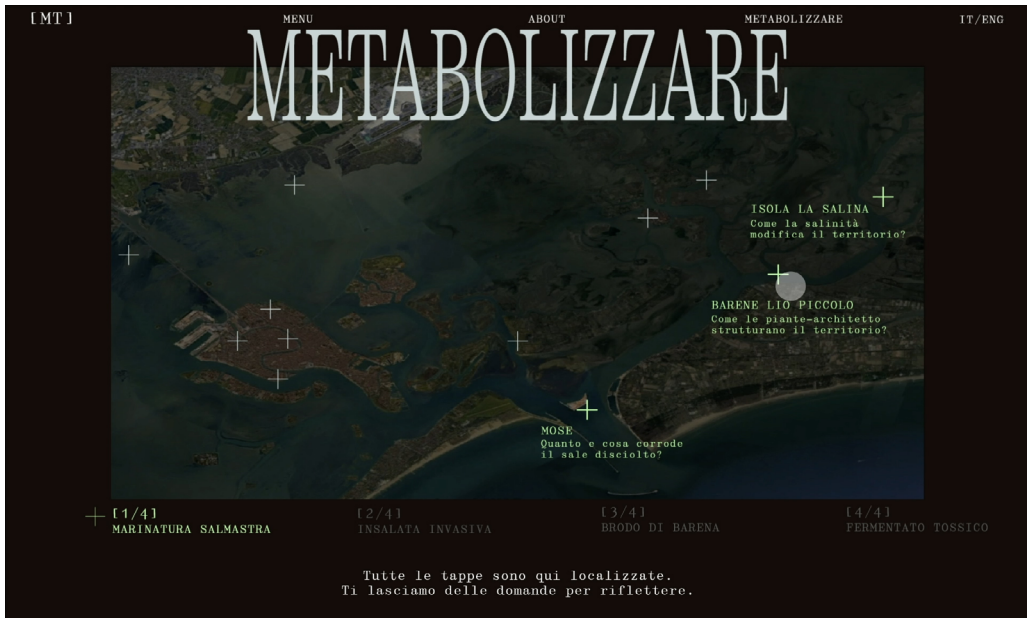 [MT]
MENU
ABOUT
METABOLIZZARE
IT/ENG
METABOLIZZARE
ISOLA LA SALINA
Come la salinità
modifica il territorio?
BARENE LIO PICCOLO
Come le piante-architetto
strutturano il territorio?
MOSE
Quanto e cosa corrode
il sale disciolto?
[1/4]
MARINATURA SALMASTRA
[2/4]
INSALATA INVASIVA
[3/4]
BRODO DI BARENA
[4/4]
FERMENTATO TOSSICO
Tutte le tappe sono qui localizzate.
Ti lasciamo delle domande per riflettere.